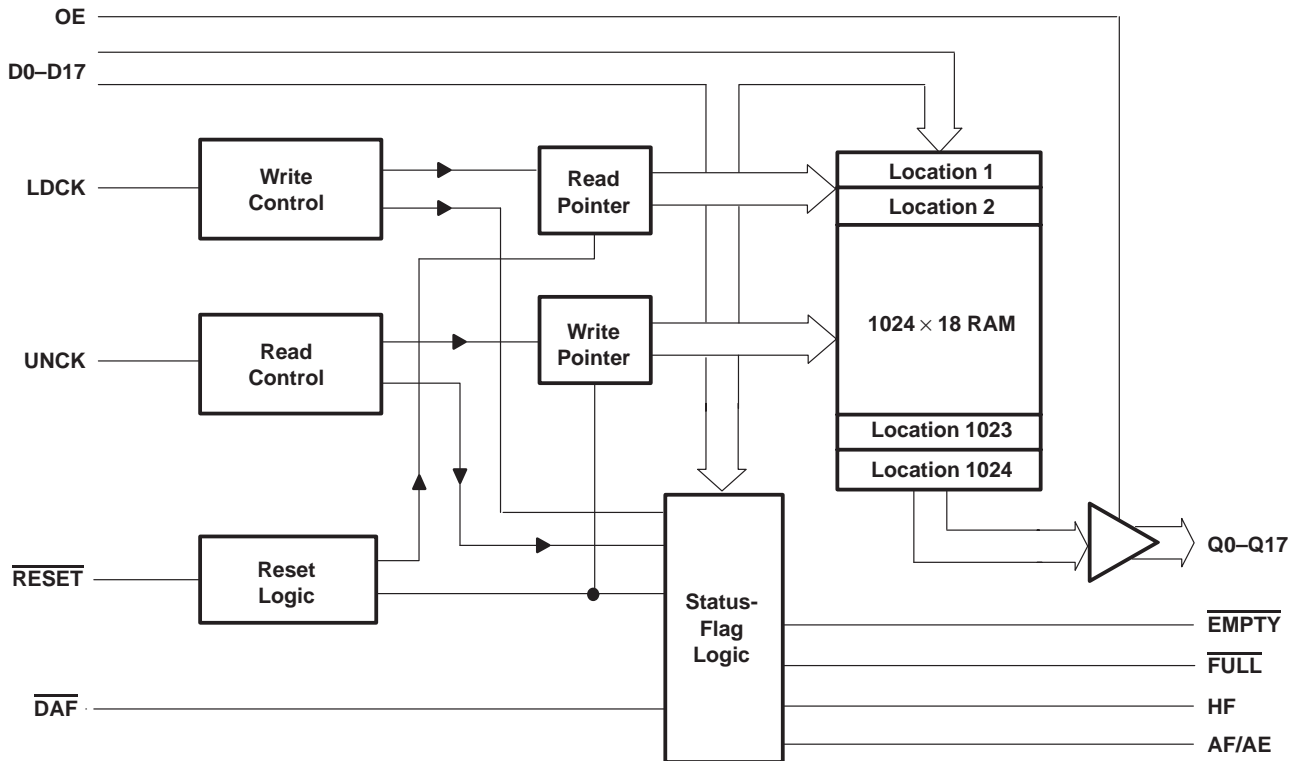 OE
D0–D17
LDCK
Write
Control
Read
Pointer
Location 1
Location 2
1024 × 18 RAM
UNCK
Read
Control
Write
Pointer
Location 1023
Location 1024
RESET
Reset
Logic
Status-
Flag
Logic
Q0–Q17
EMPTY
FULL
DAF
HF
AF/AE